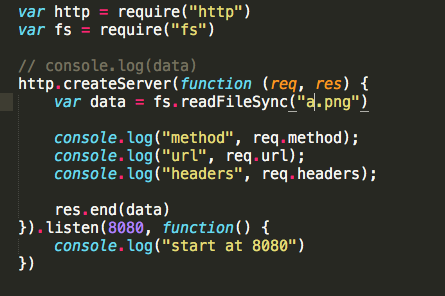 var http = require("http")
var fs = require("fs")

// console.log(data)
http.createServer(function (req, res) {
    var data = fs.readFileSync("a.png")

    console.log("method", req.method);
    console.log("url", req.url);
    console.log("headers", req.headers);

    res.end(data)
}).listen(8080, function() {
    console.log("start at 8080")
})